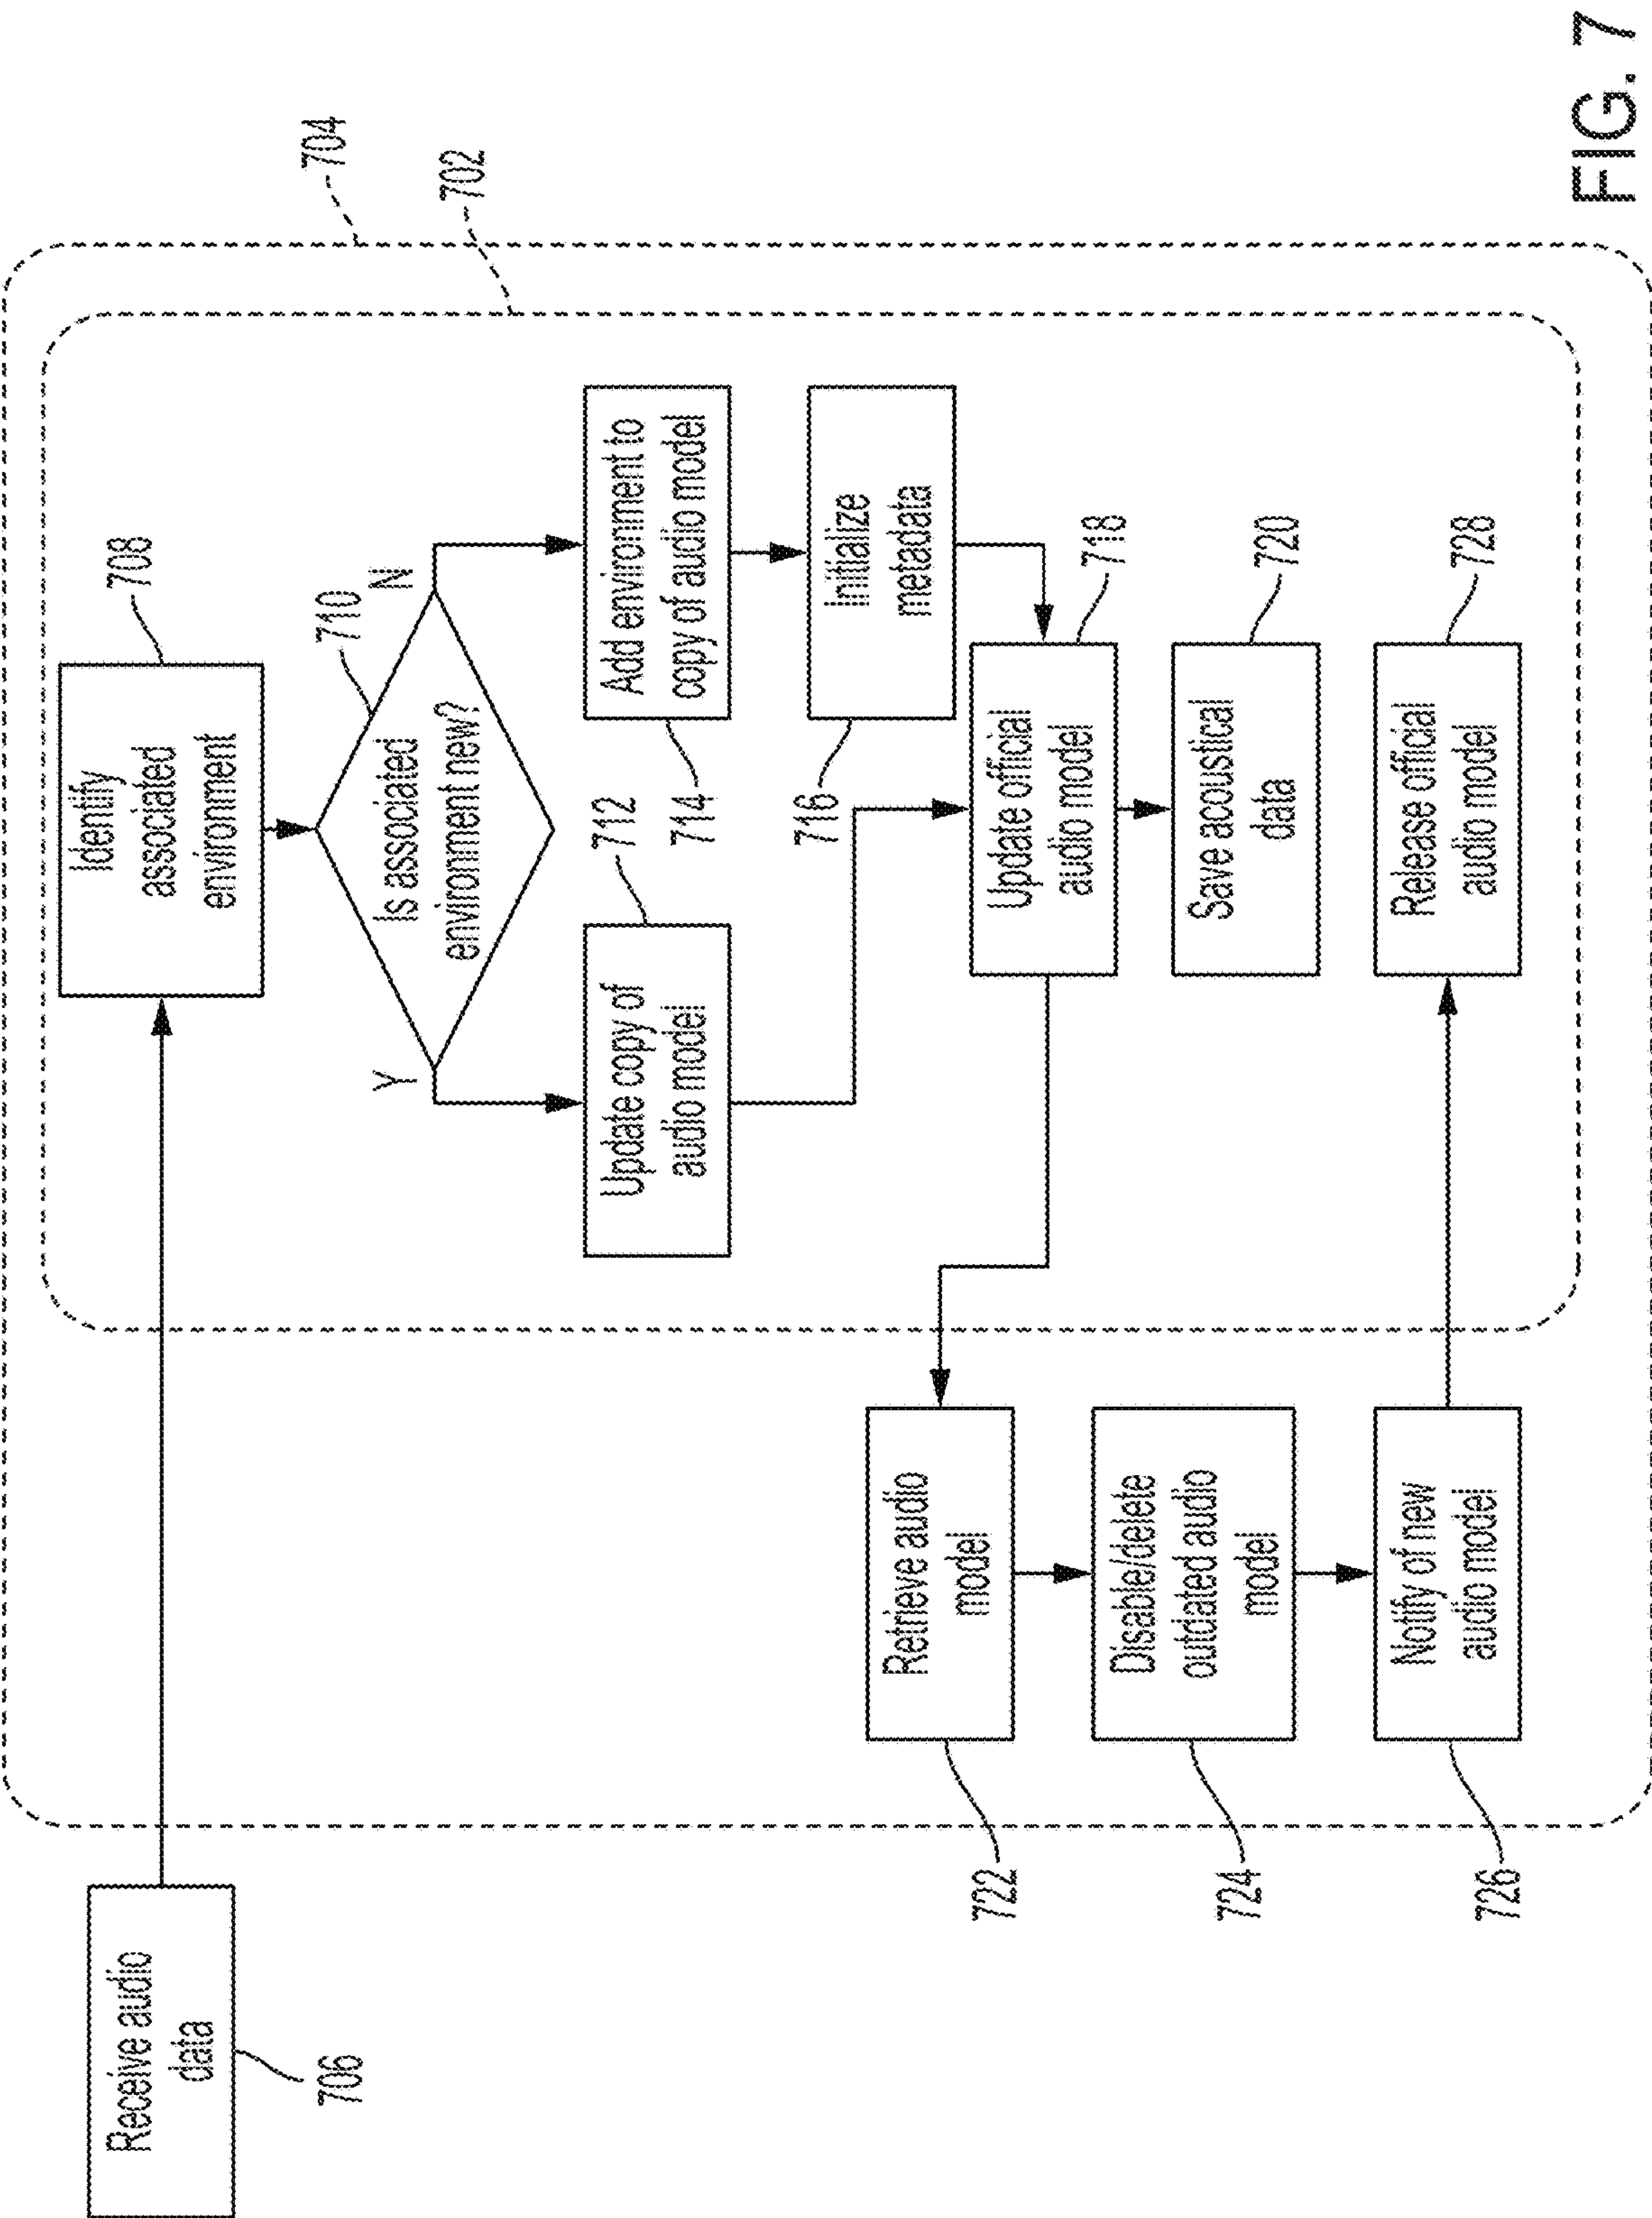 704
702
Receive audio
data
706
Identify
associated
environment
708
710
Is associated
environment new?
Y
N
Update copy of
audio model
712
Add environment to
copy of audio model
714
Initialize
metadata
716
Update official
audio model
718
Save acoustical
data
720
Retrieve audio
model
722
Disable/delete
outdated audio
model
724
Notify of new
audio model
726
Release official
audio model
728
FIG. 7